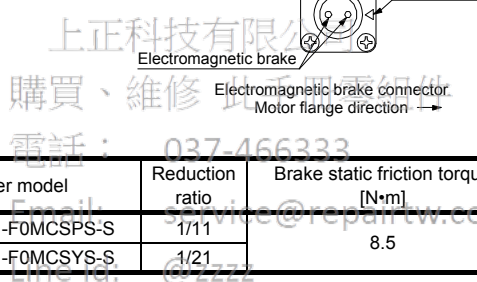 上正科技有限公司
Electromagnetic brake
購買、維修 此手冊零組件
Electromagnetic brake connector
Motor flange direction
電話： 037-466333
er model Reduction ratio Brake static friction torqu [N•m]
Email: service@repairtw.co
-F0MCSPS-S 1/11 8.5
-F0MCSYS-S 1/21
Line id: @zzzz